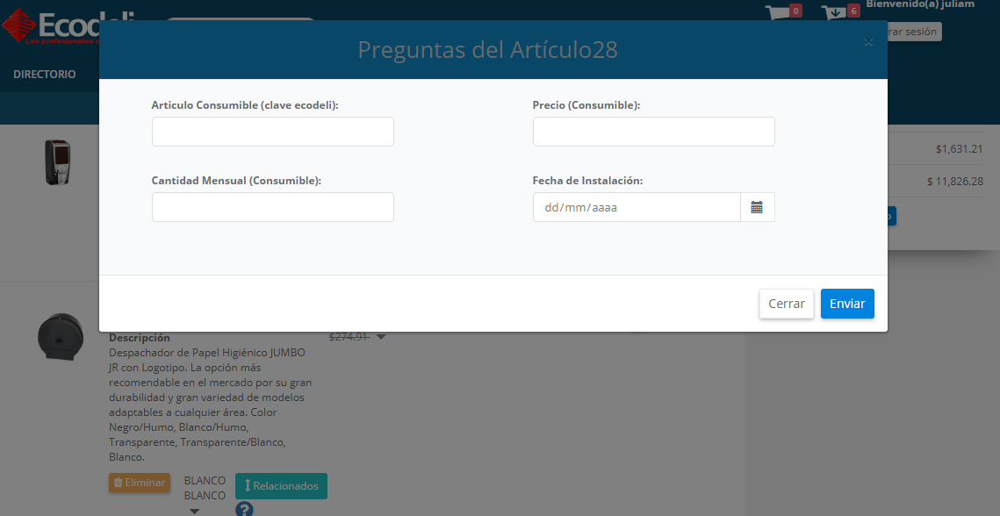 Ecodeli
Los profesionales
0
6
Bienvenido(a) juliam
rar sesión
DIRECTORIO
Preguntas del Artículo28
×
Articulo Consumible (clave ecodeli):
Precio (Consumible):
Cantidad Mensual (Consumible):
Fecha de Instalación:
dd/mm/aaaa
$1,631.21
$ 11,826.28
o
Cerrar
Enviar
Descripción
$274.91
Despachador de Papel Higiénico JUMBO
JR con Logotipo. La opción más
recomendable en el mercado por su gran
durabilidad y gran variedad de modelos
adaptables a cualquier área. Color
Negro/Humo, Blanco/Humo,
Transparente, Transparente/Blanco,
Blanco.
Eliminar
BLANCO
BLANCO
Relacionados
?